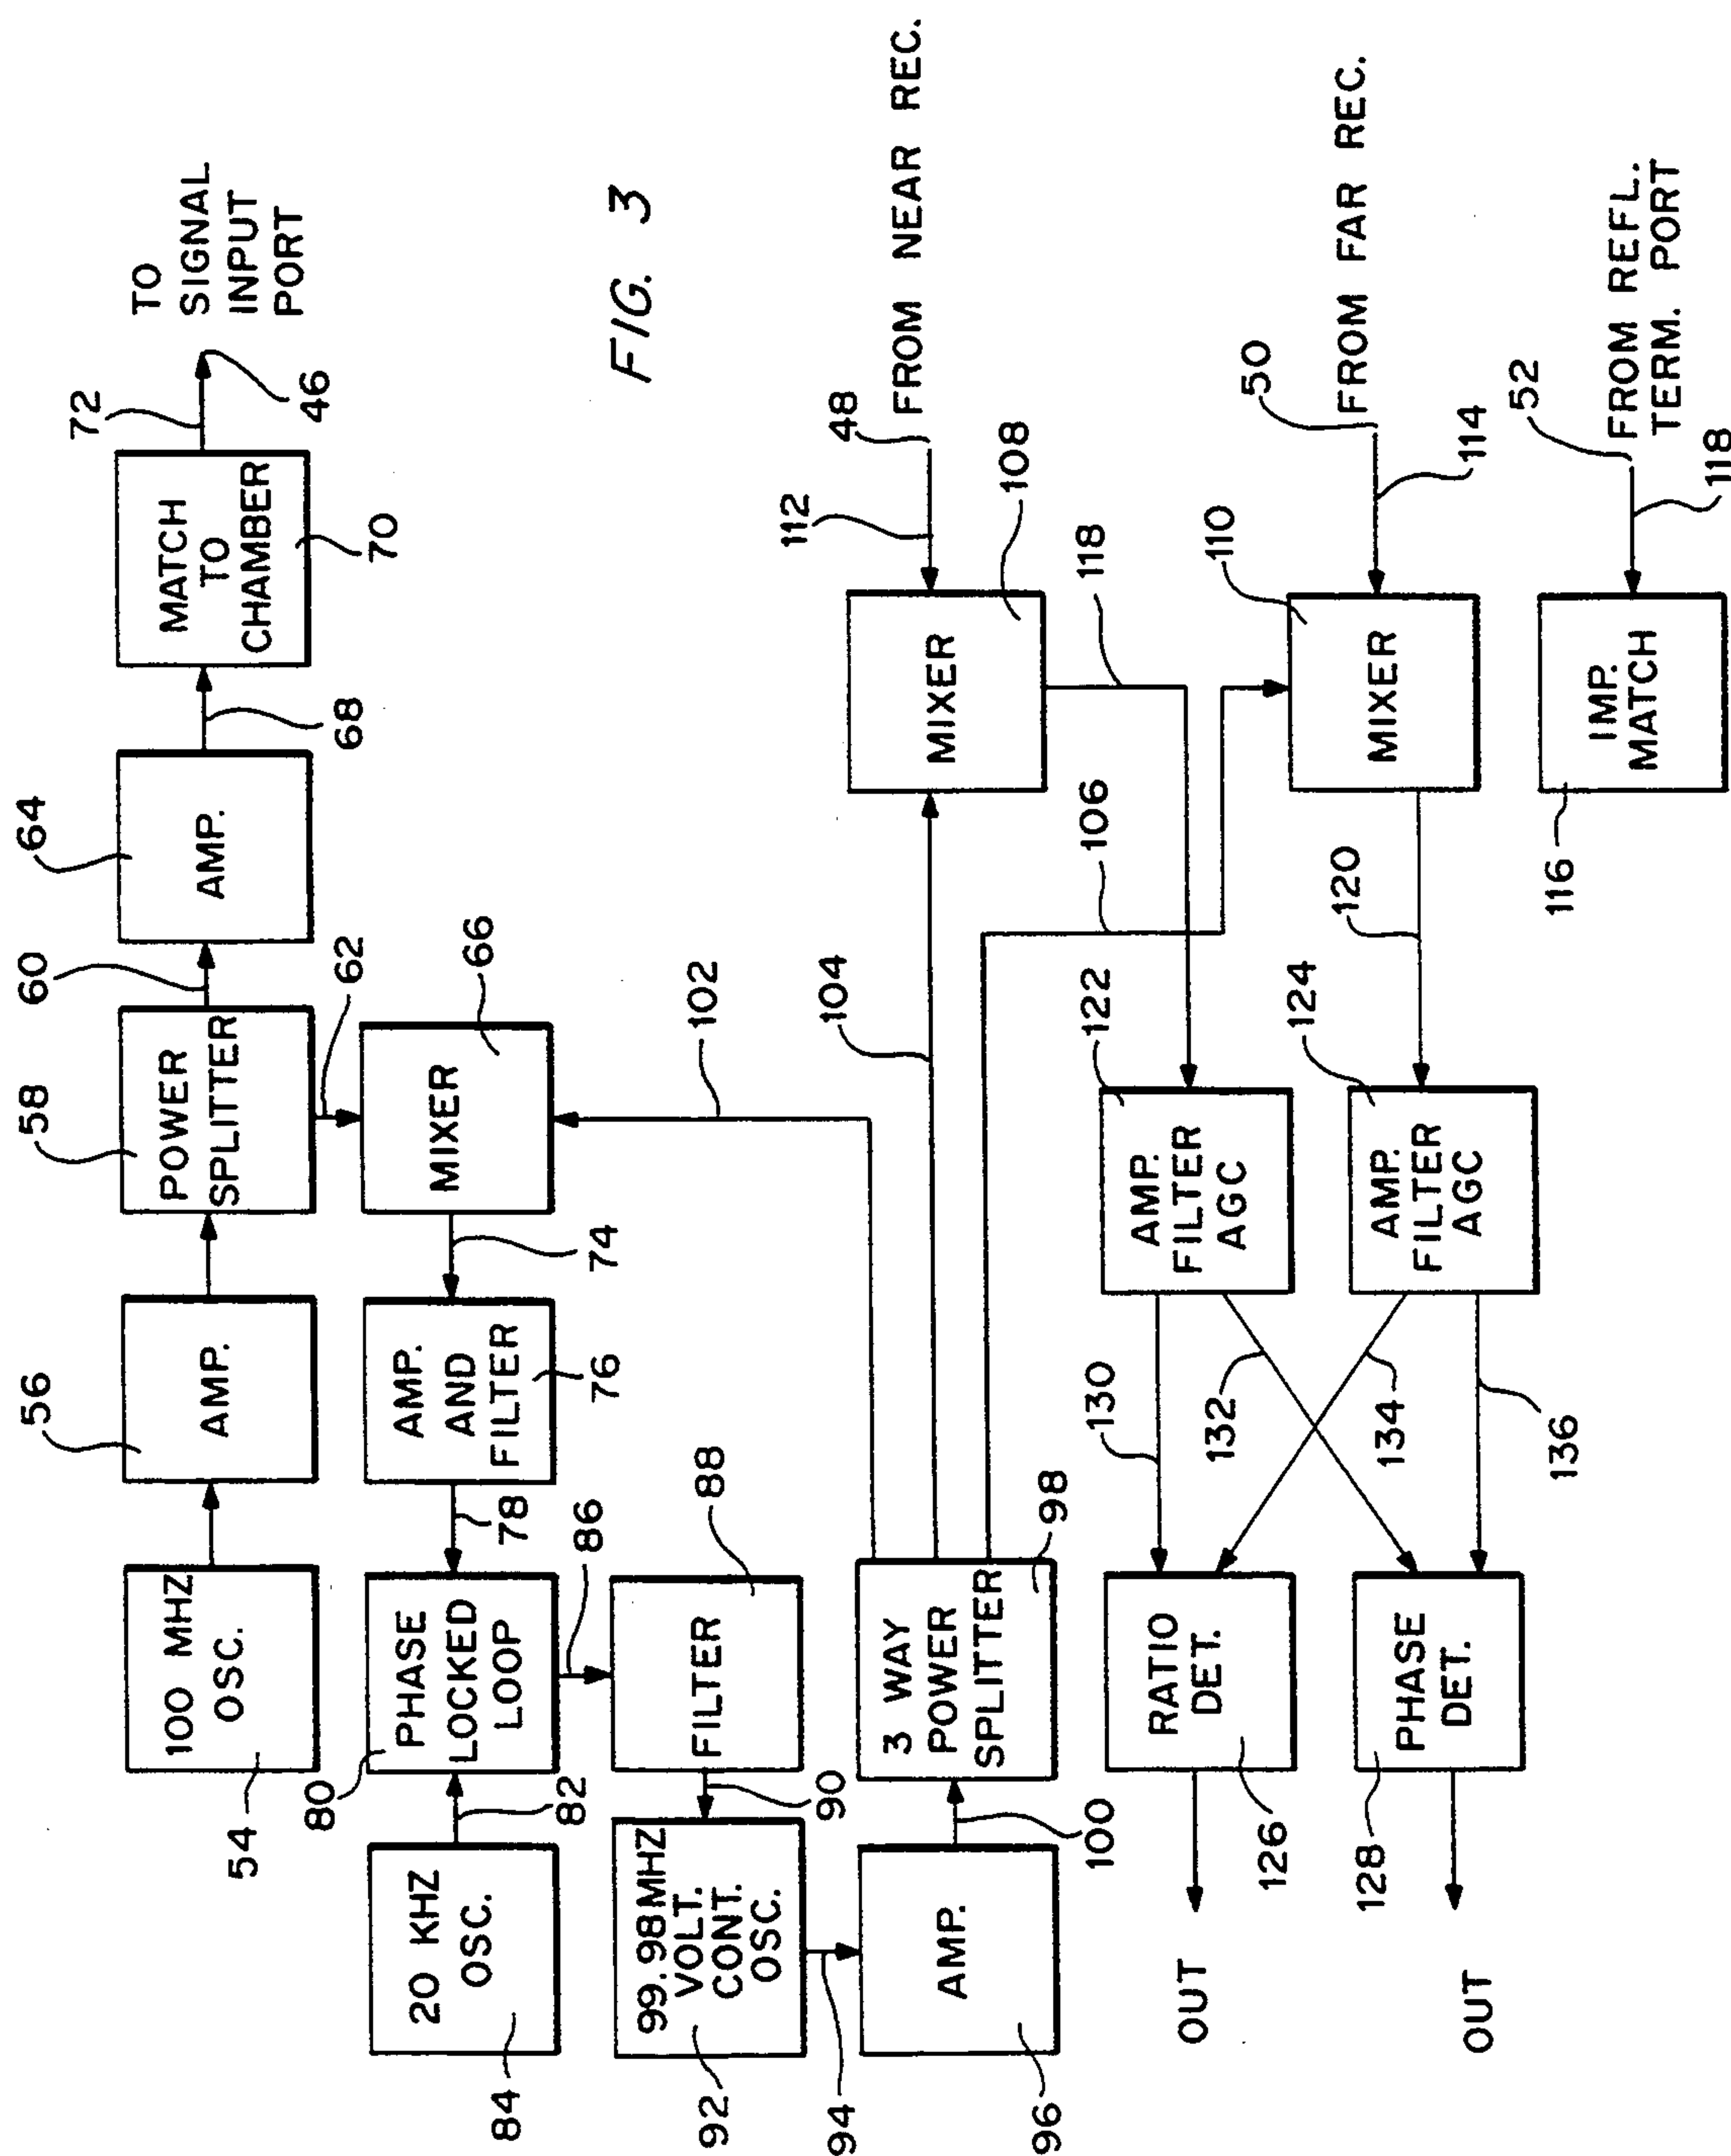 FIG. 3
54
100 MHZ
OSC.
56
AMP.
58
POWER
SPLITTER
60
62
64
AMP.
68
MATCH
TO
CHAMBER
70
72
46
TO
SIGNAL
INPUT
PORT
66
MIXER
74
AMP.
AND
FILTER
76
78
80
PHASE
LOCKED
LOOP
82
20 KHZ
OSC.
84
86
88
FILTER
90
99.98 MHZ
VOLT.
CONT.
OSC.
92
94
AMP.
96
100
3 WAY
POWER
SPLITTER
98
102
104
106
MIXER
108
112
48
FROM NEAR REC.
118
110
MIXER
50
FROM FAR REC.
114
IMP.
MATCH
116
52
FROM REFL.
TERM. PORT
118
120
122
AMP.
FILTER
AGC
124
AMP.
FILTER
AGC
130
132
134
136
RATIO
DET.
126
OUT
PHASE
DET.
128
OUT